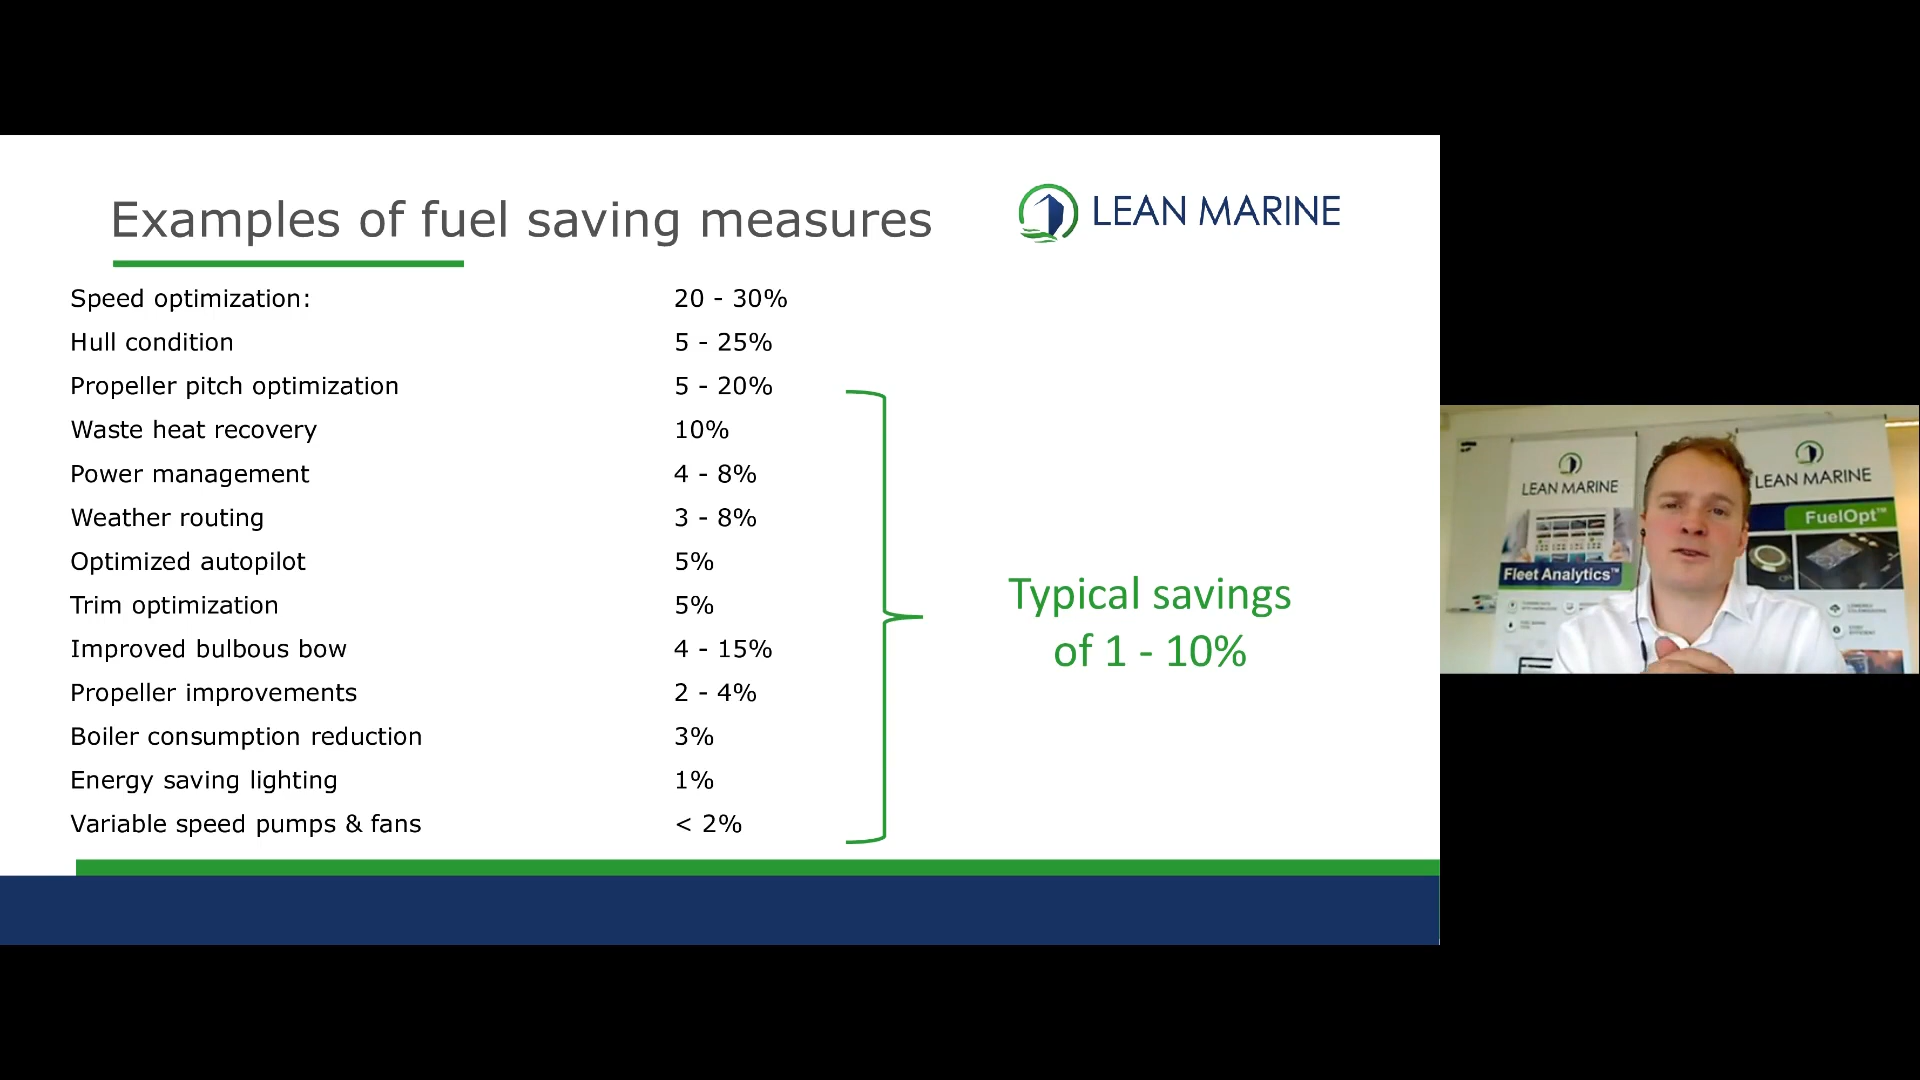 Examples of fuel saving measures
LEAN MARINE
Speed optimization: 20 - 30%
Hull condition 5 - 25%
Propeller pitch optimization 5 - 20%
Waste heat recovery 10%
Power management 4 - 8%
Weather routing 3 - 8%
Optimized autopilot 5%
Trim optimization 5%
Improved bulbous bow 4 - 15%
Propeller improvements 2 - 4%
Boiler consumption reduction 3%
Energy saving lighting 1%
Variable speed pumps & fans < 2%
Typical savings
of 1 - 10%
LEAN MARINE
Fleet Analytics™
LEAN MARINE
FuelOpt™